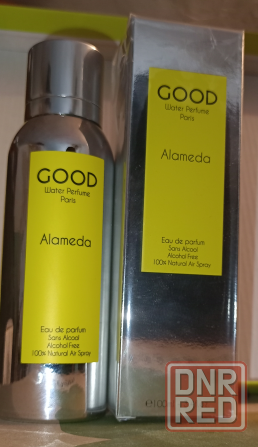 GOOD
Water Perfume
Paris
Alameda
Eau de parfum
Sans Alcool
Alcohol-Free
100% Natural Air Spray
GOOD
Water Perfume
Paris
Alameda
Eau de parfum
Sans Alcool
Alcohol-Free
100% Natural Air Spray
DNR
RED